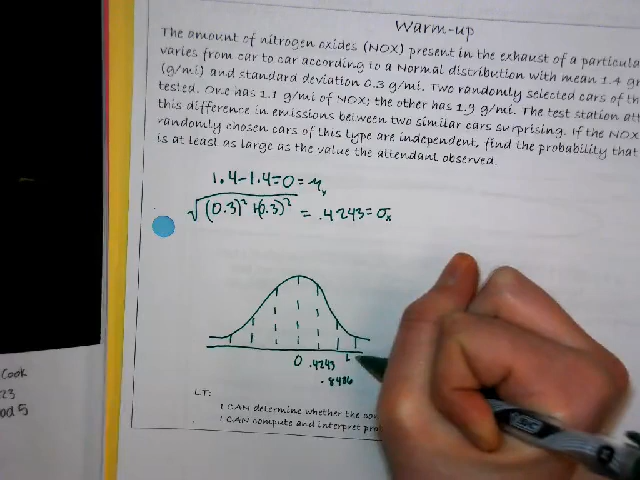 Warm-up
The amount of nitrogen oxides (NOX) present in the exhaust of a particula
varies from car to car according to a Normal distribution with mean 1.4 gr
(g/mi) and standard deviation 0.3 g/mi. Two randomly selected cars of th
tested. One has 1.1 g/mi of NOX; the other has 1.9 g/mi. The test station att
this difference in emissions between two similar cars surprising. If the NOX
randomly chosen cars of this type are independent, find the probability that
is at least as large as the value the attendant observed.
1.4-1.4=0=
√(0.3)²+(0.3)² = .4243=σ
0 .4243
.8486
LT:
I CAN determine whether the
I CAN compute and interpret pro
Cook
23
od 5